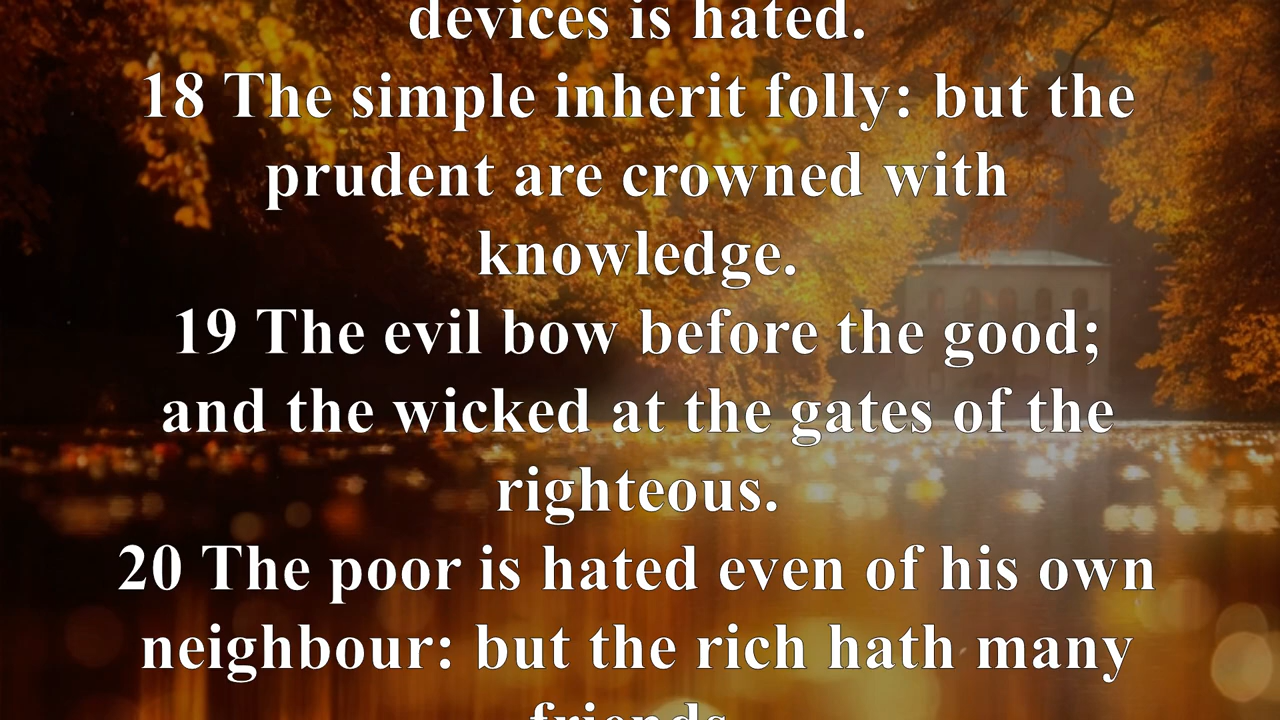 devices is hated.
18 The simple inherit folly: but the
prudent are crowned with
knowledge.
19 The evil bow before the good;
and the wicked at the gates of the
righteous.
20 The poor is hated even of his own
neighbour: but the rich hath many
friends.